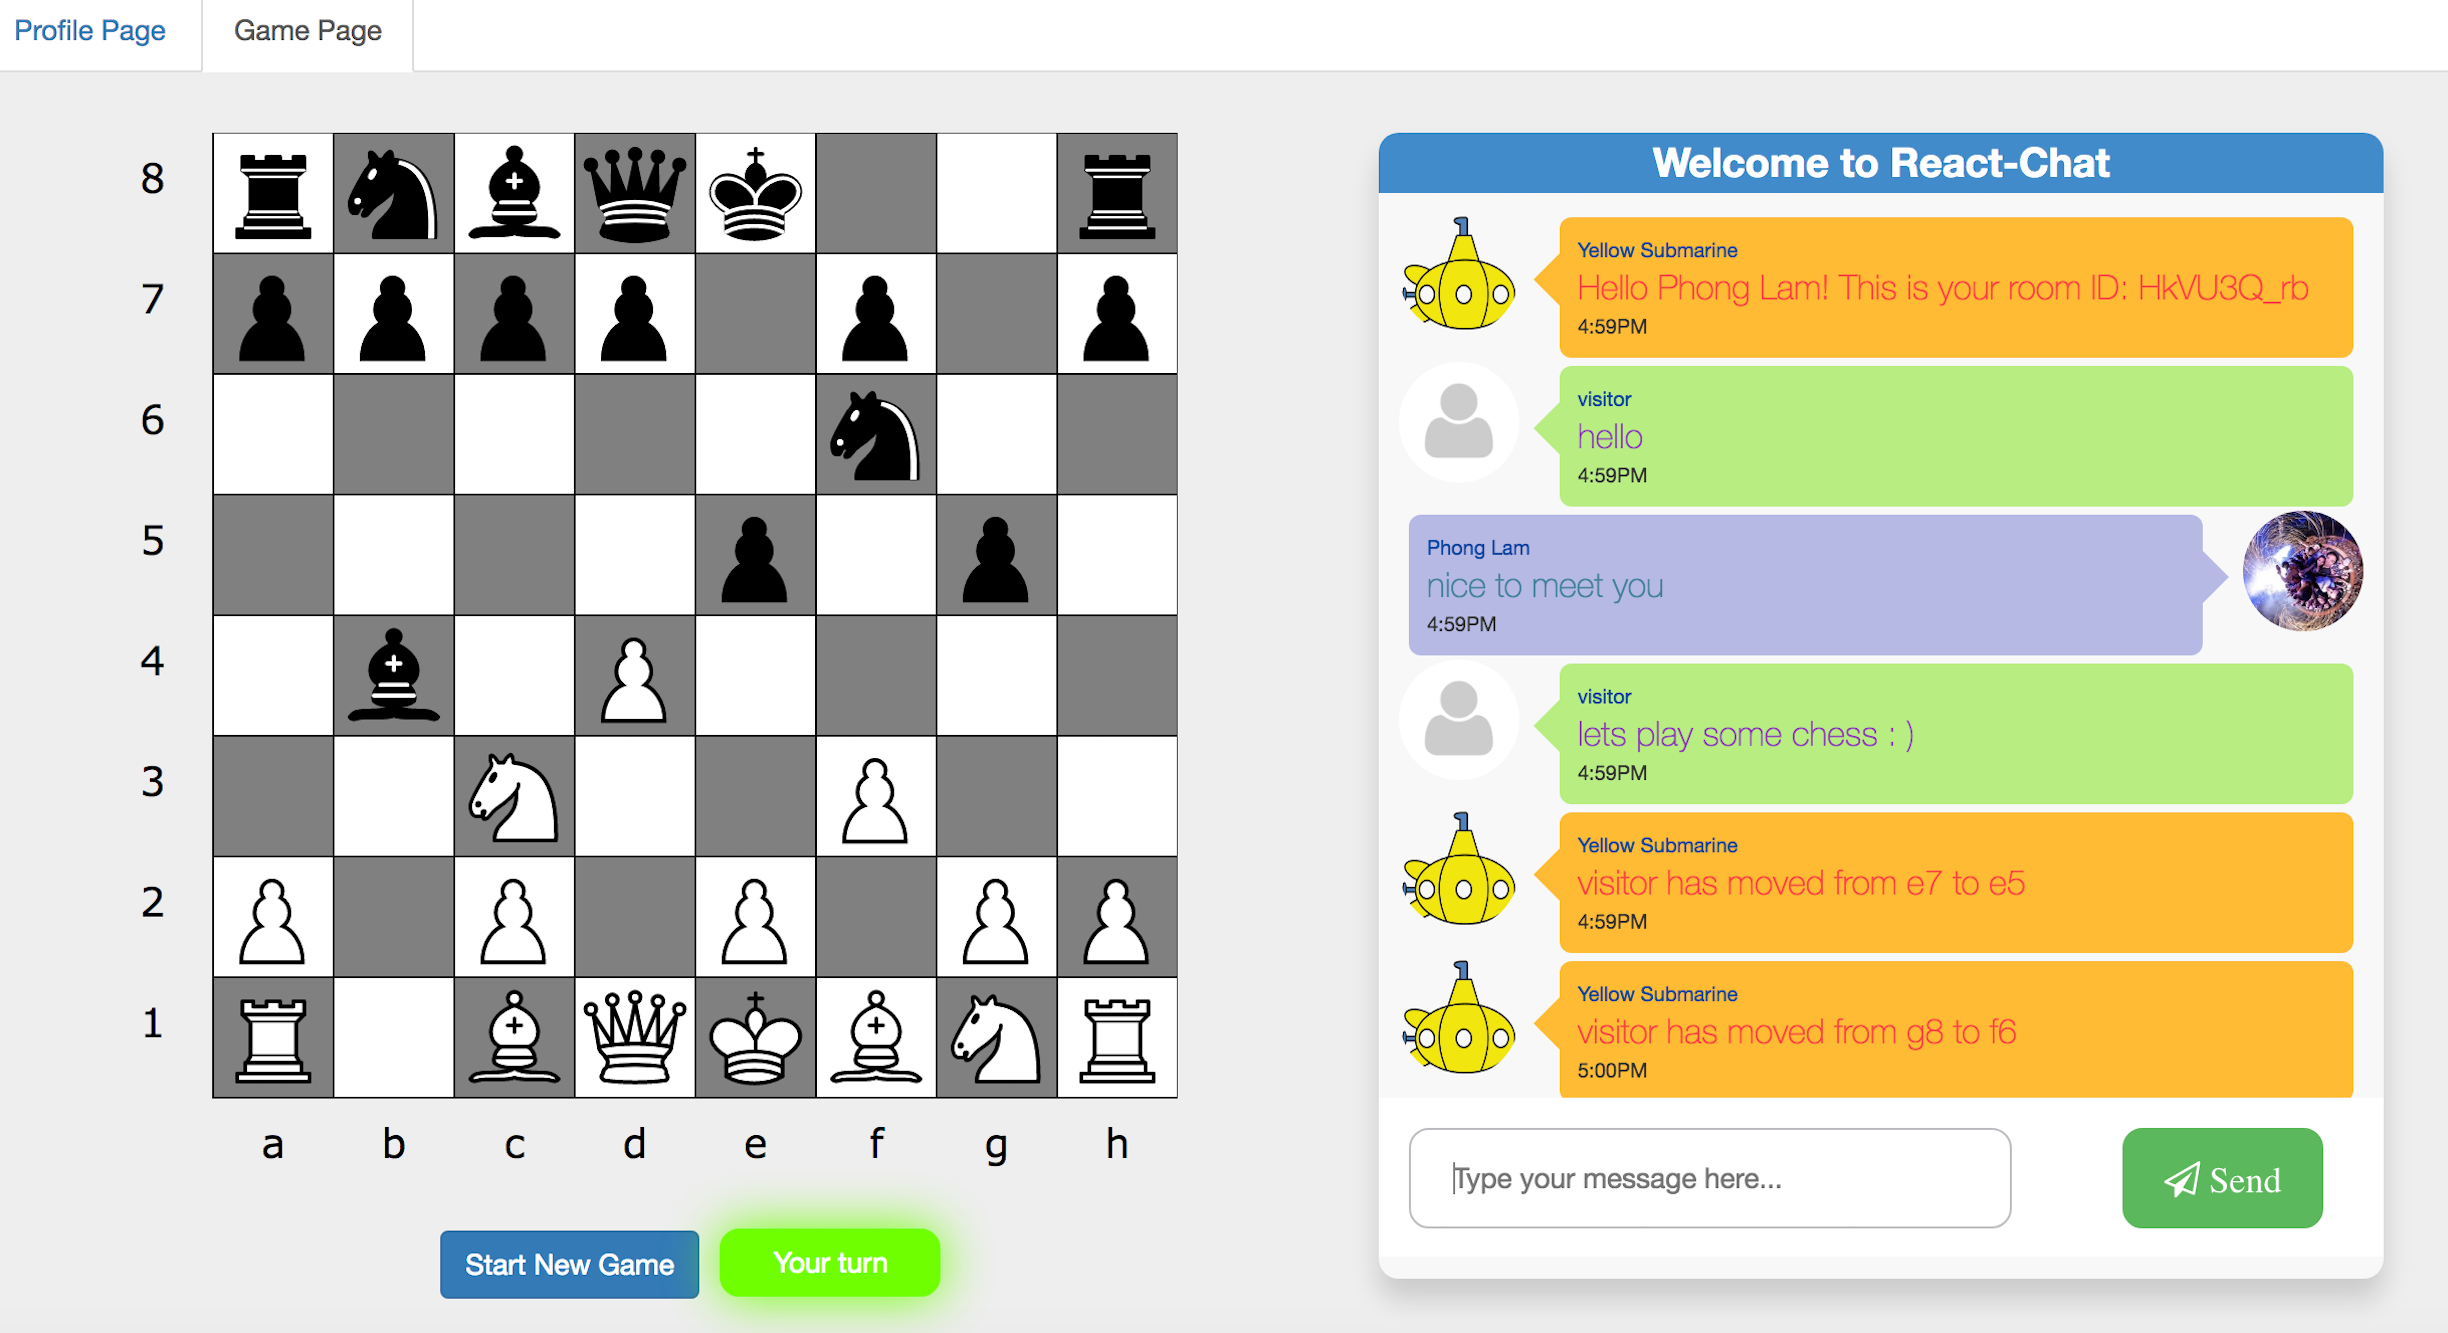 Profile Page
Game Page
8
7
6
5
4
3
2
1
a b c d e f g h
Start New Game
Your turn
Welcome to React-Chat
Yellow Submarine
Hello Phong Lam! This is your room ID: HkVU3Q_rb
4:59PM
visitor
hello
4:59PM
Phong Lam
nice to meet you
4:59PM
visitor
lets play some chess : )
4:59PM
Yellow Submarine
visitor has moved from e7 to e5
4:59PM
Yellow Submarine
visitor has moved from g8 to f6
5:00PM
Type your message here...
Send